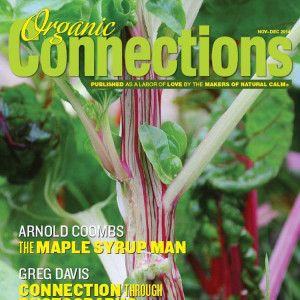 Organic
Connections
NOV-DEC
PUBLISHED AS A LABOR OF LOVE BY THE MAKERS OF NATURAL CALM®
ARNOLD COOMBS
THE MAPLE SYRUP MAN
GREG DAVIS
CONNECTION THROUGH